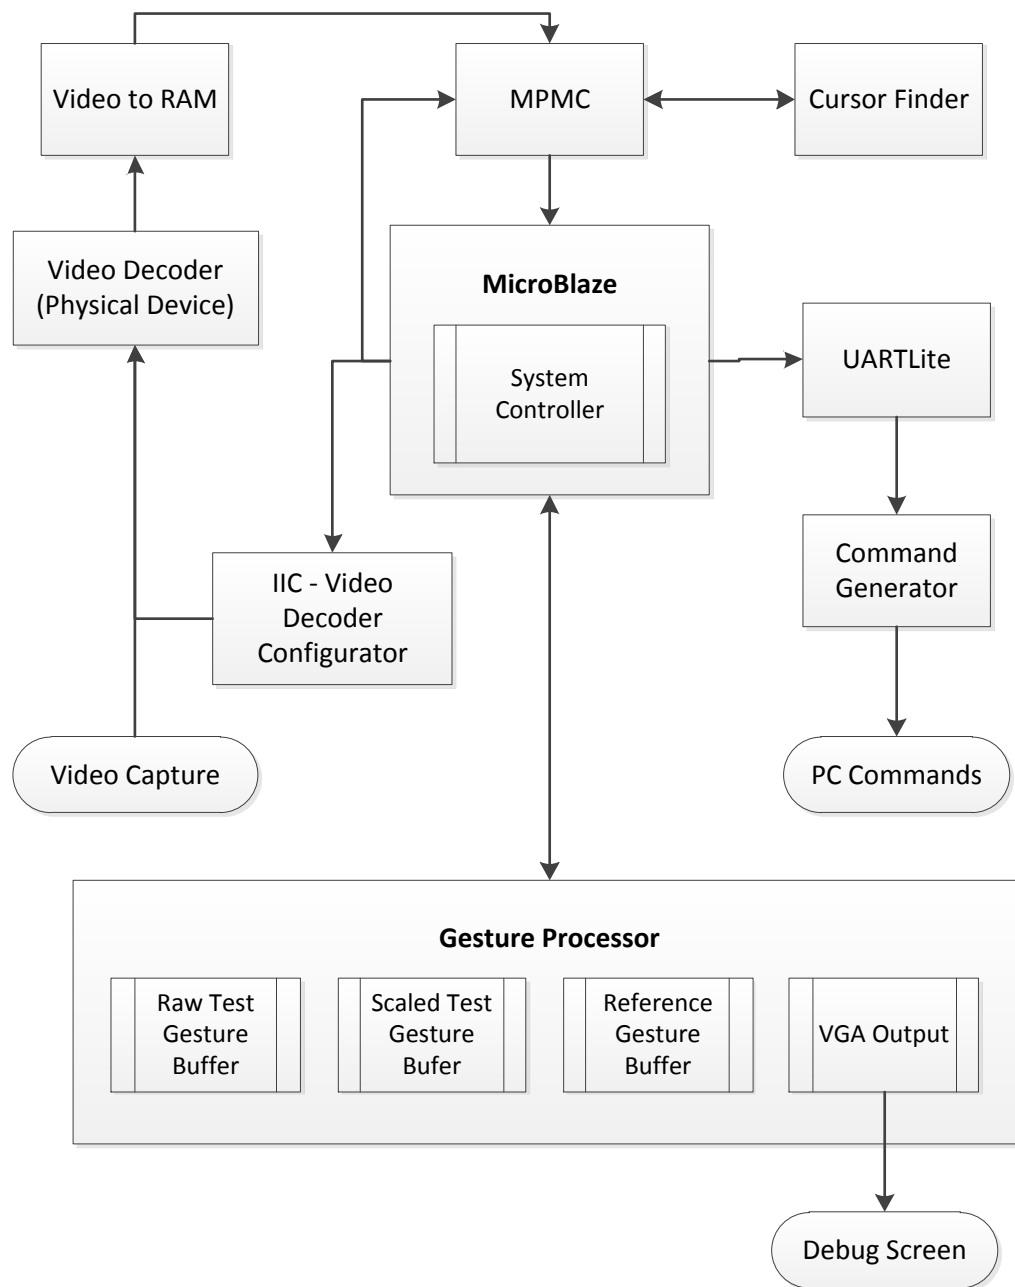 Video to RAM
MPMC
Cursor Finder
Video Decoder
(Physical Device)
MicroBlaze
System
Controller
UARTLite
IIC - Video
Decoder
Configurator
Command
Generator
Video Capture
PC Commands
Gesture Processor
Raw Test
Gesture
Buffer
Scaled Test
Gesture
Bufer
Reference
Gesture
Buffer
VGA Output
Debug Screen